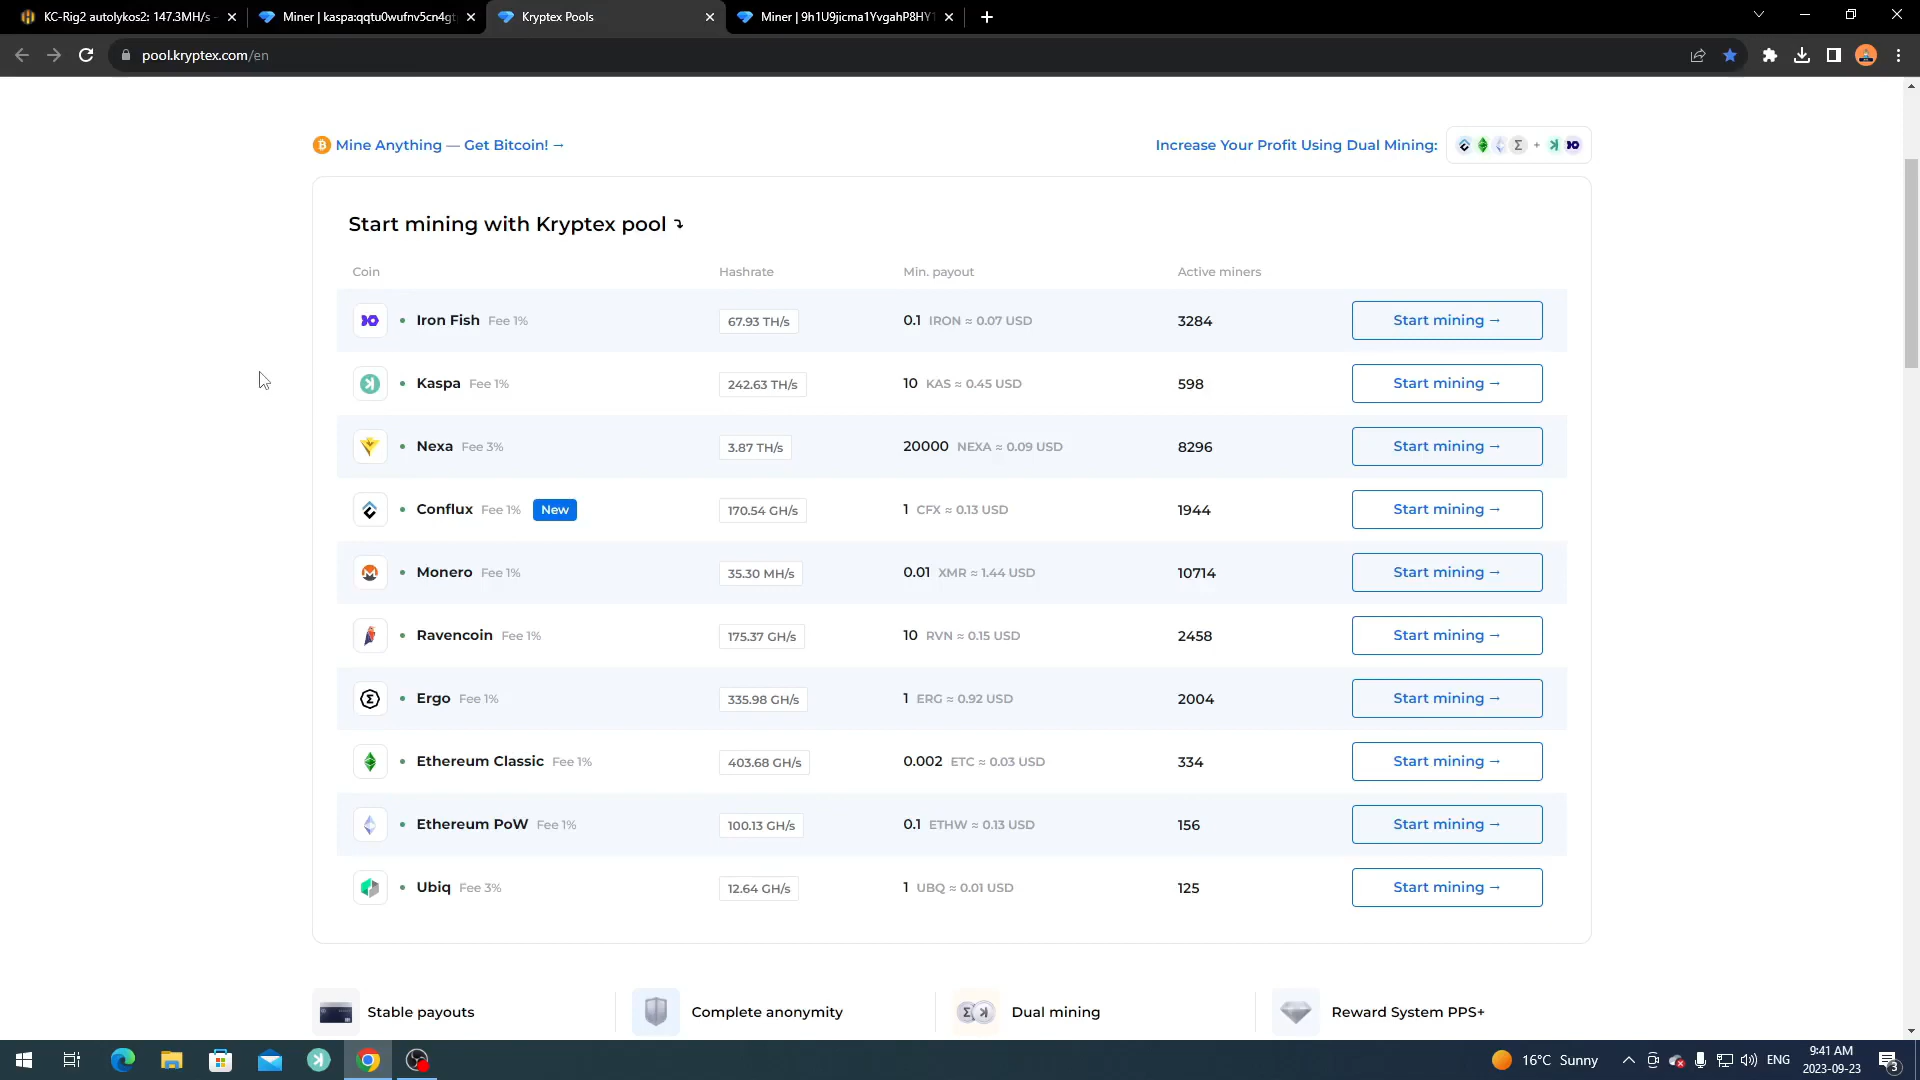 KC-Rig2 autolykos2: 147.3MH/s -
Miner | kaspa:qqtu0wufnv5cn4gt
Kryptex Pools
Miner | 9h1U9jicma1YvgahP8HY1
pool.kryptex.com/en
Mine Anything — Get Bitcoin! →
Increase Your Profit Using Dual Mining:
+
Start mining with Kryptex pool
Coin Hashrate Min. payout Active miners
Iron Fish Fee 1% 67.93 TH/s 0.1 IRON ≈ 0.07 USD 3284 Start mining →
Kaspa Fee 1% 242.63 TH/s 10 KAS ≈ 0.45 USD 598 Start mining →
Nexa Fee 3% 3.87 TH/s 20000 NEXA ≈ 0.09 USD 8296 Start mining →
Conflux Fee 1% New 170.54 GH/s 1 CFX ≈ 0.13 USD 1944 Start mining →
Monero Fee 1% 35.30 MH/s 0.01 XMR ≈ 1.44 USD 10714 Start mining →
Ravencoin Fee 1% 175.37 GH/s 10 RVN ≈ 0.15 USD 2458 Start mining →
Ergo Fee 1% 335.98 GH/s 1 ERG ≈ 0.92 USD 2004 Start mining →
Ethereum Classic Fee 1% 403.68 GH/s 0.002 ETC ≈ 0.03 USD 334 Start mining →
Ethereum PoW Fee 1% 100.13 GH/s 0.1 ETHW ≈ 0.13 USD 156 Start mining →
Ubiq Fee 3% 12.64 GH/s 1 UBQ ≈ 0.01 USD 125 Start mining →
Stable payouts
Complete anonymity
Dual mining
Reward System PPS+
16°C Sunny
ENG
9:41 AM
2023-09-23
3